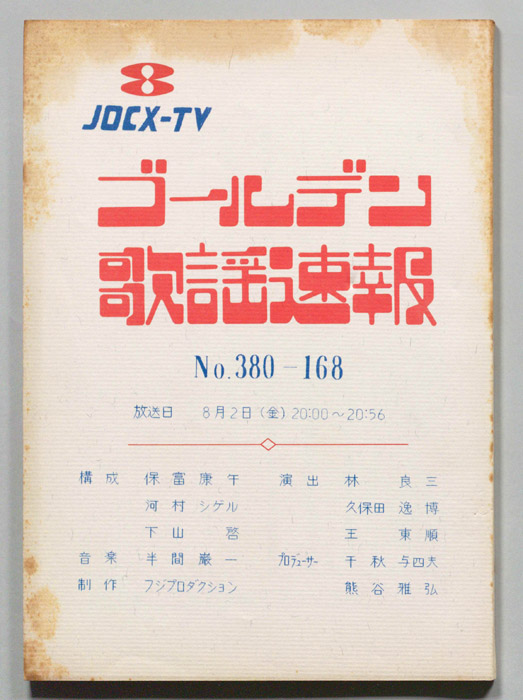 JOCX-TV
ゴールデン
歌謡速報
No.380-168
放送日 8月2日(金)20:00~20:56
構成 保富康午 演出 林良三
河村シゲル 久保田逸博
下山啓 王東順
音楽 半間巌一 プロデューサー 千秋与四夫
制作 フジプロダクション 熊谷雅弘